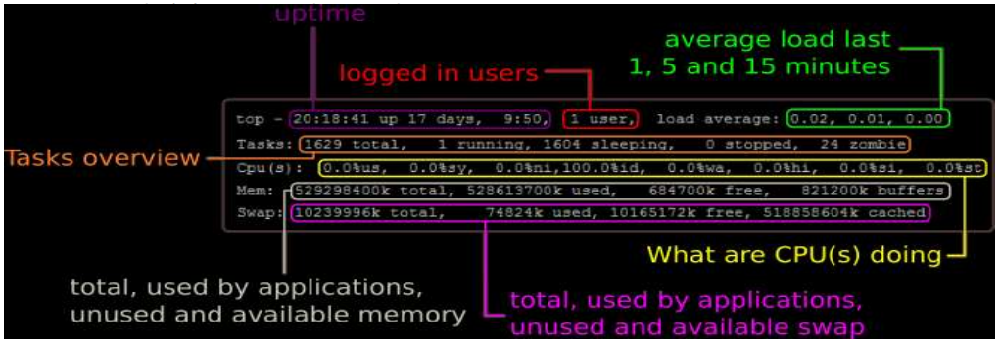 uptime
average load last
1, 5 and 15 minutes
logged in users
top - 20:18:41 up 17 days, 9:50, 1 user, load average: 0.02, 0.01, 0.00
Tasks: 1629 total, 1 running, 1604 sleeping, 0 stopped, 24 zombie
Tasks overview
Cpu(s): 0.0%us, 0.0%sy, 0.0%ni,100.0%id, 0.0%wa, 0.0%hi, 0.0%si, 0.0%st
Mem: 529298400k total, 528613700k used, 684700k free, 821200k buffers
Swap: 10239996k total, 74824k used, 10165172k free, 518858604k cached
What are CPU(s) doing
total, used by applications,
unused and available memory
total, used by applications,
unused and available swap